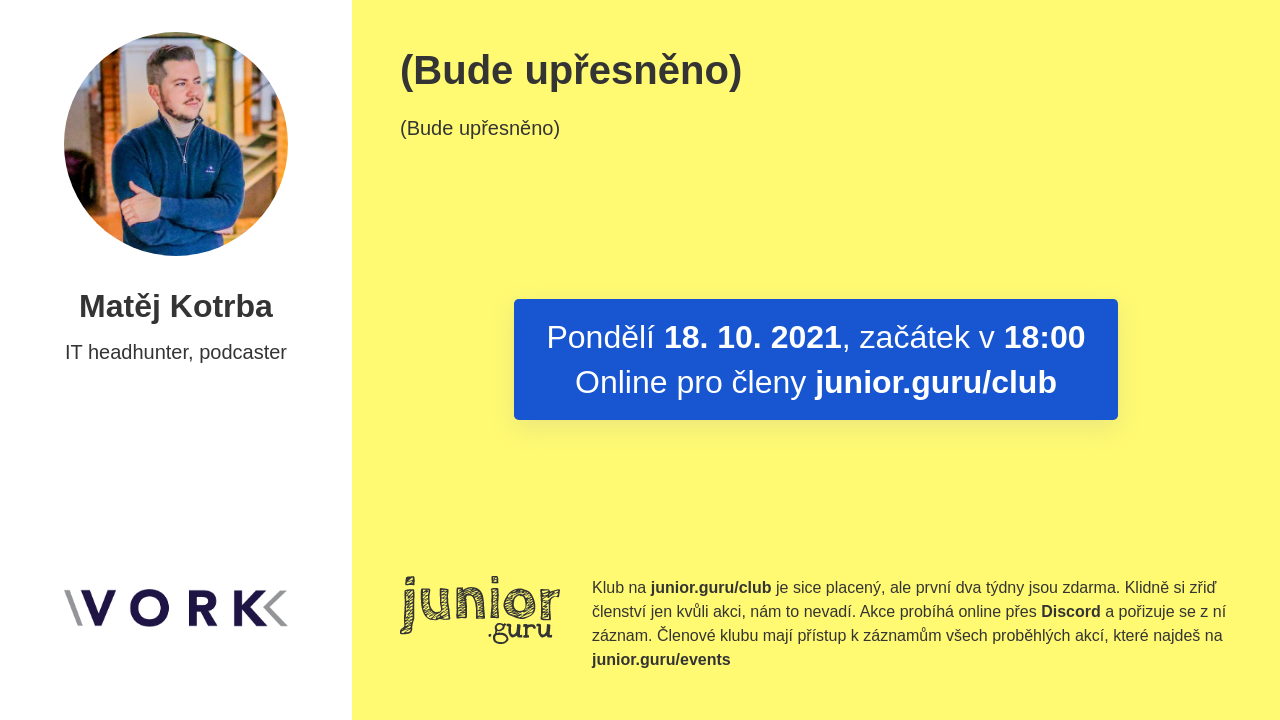 Matěj Kotrba
IT headhunter, podcaster
VORK
(Bude upřesněno)
(Bude upřesněno)
Pondělí 18. 10. 2021, začátek v 18:00
Online pro členy junior.guru/club
junior
.guru
Klub na junior.guru/club je sice placený, ale první dva týdny jsou zdarma. Klidně si zřiď
členství jen kvůli akci, nám to nevadí. Akce probíhá online přes Discord a pořizuje se z ní
záznam. Členové klubu mají přístup k záznamům všech proběhlých akcí, které najdeš na
junior.guru/events